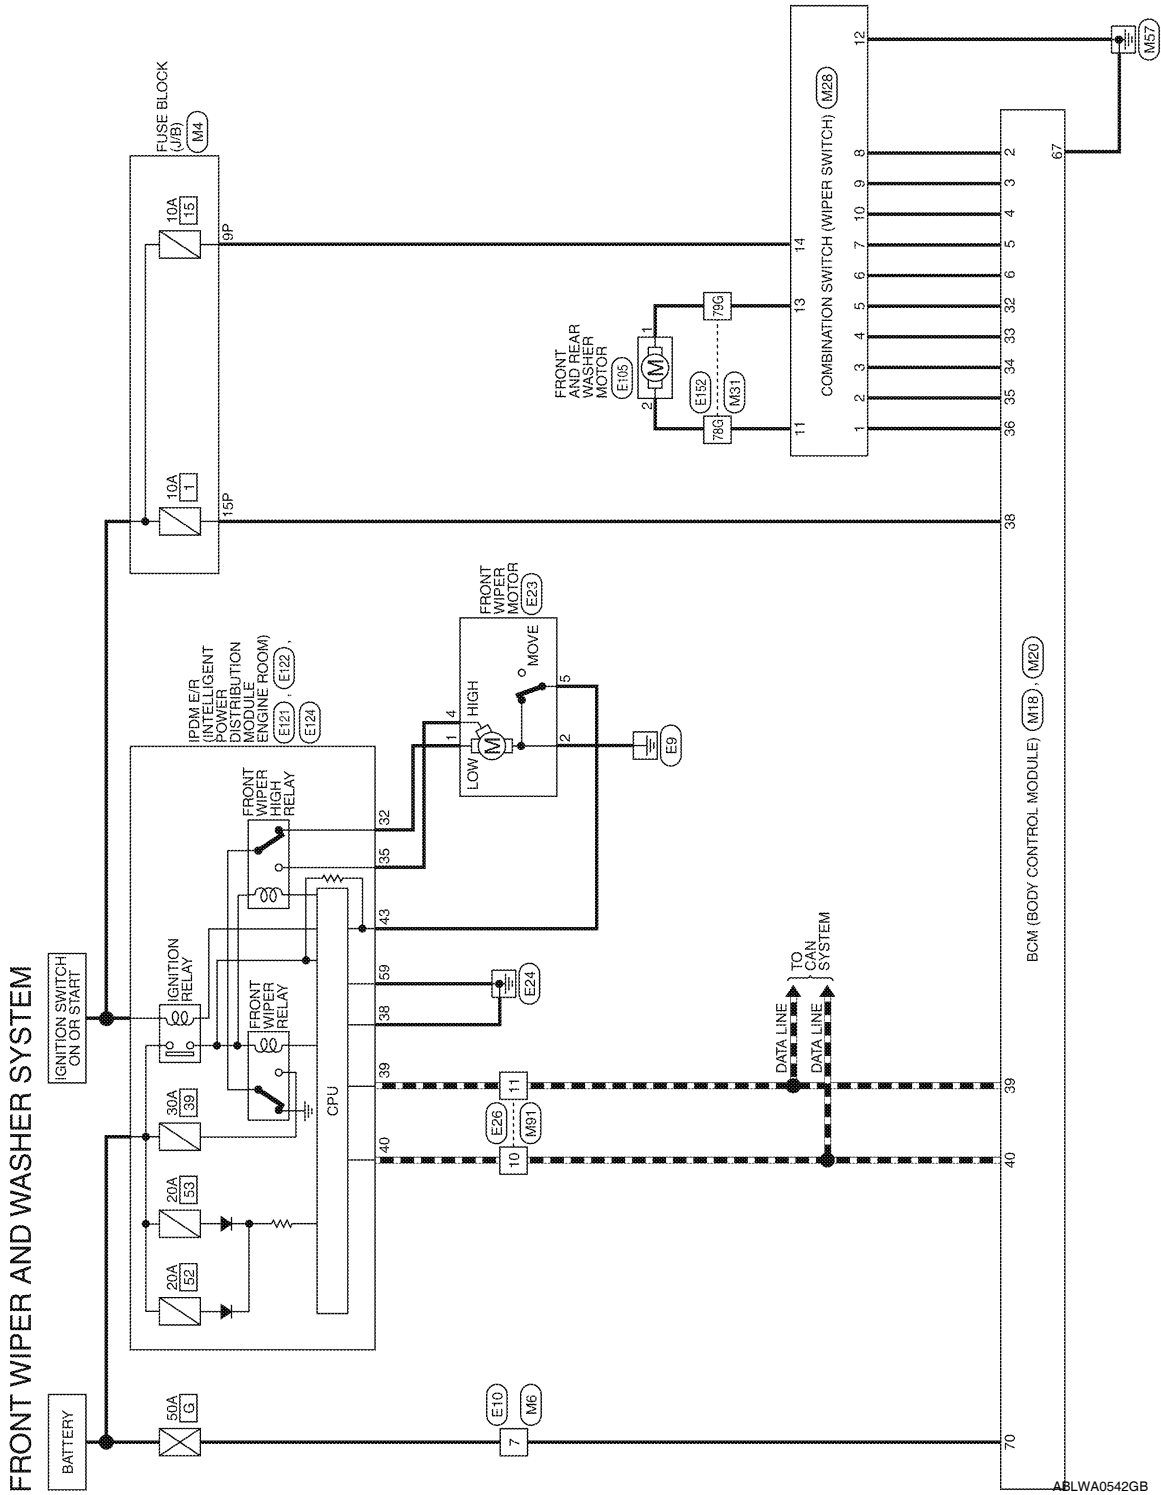 FRONT WIPER AND WASHER SYSTEM
BATTERY
IGNITION SWITCH
ON OR START
50A
G
20A
52
20A
53
30A
39
IGNITION
RELAY
FRONT
WIPER
RELAY
FRONT
WIPER
HIGH
RELAY
CPU
IPDM E/R
(INTELLIGENT
POWER
DISTRIBUTION
MODULE
ENGINE ROOM)
E121 , E122 ,
E124
40
39
38
59
43
35
32
FUSE BLOCK
(J/B)
M4
10A
1
10A
15
15P
9P
E10
M6
7
E26
M91
10
11
E24
FRONT
WIPER
MOTOR
E23
LOW
HIGH
MOVE
1
4
2
5
E9
FRONT
AND REAR
WASHER
MOTOR
E105
M
M
2
1
E152
M31
78G
79G
DATA LINE
DATA LINE
TO
CAN
SYSTEM
11
13
14
COMBINATION SWITCH (WIPER SWITCH) M28
1
2
3
4
5
6
7
10
9
8
12
M57
70
40
39
38
36
35
34
33
32
6
5
4
3
2
67
BCM (BODY CONTROL MODULE) M18 , M20
ABLWA0542GB